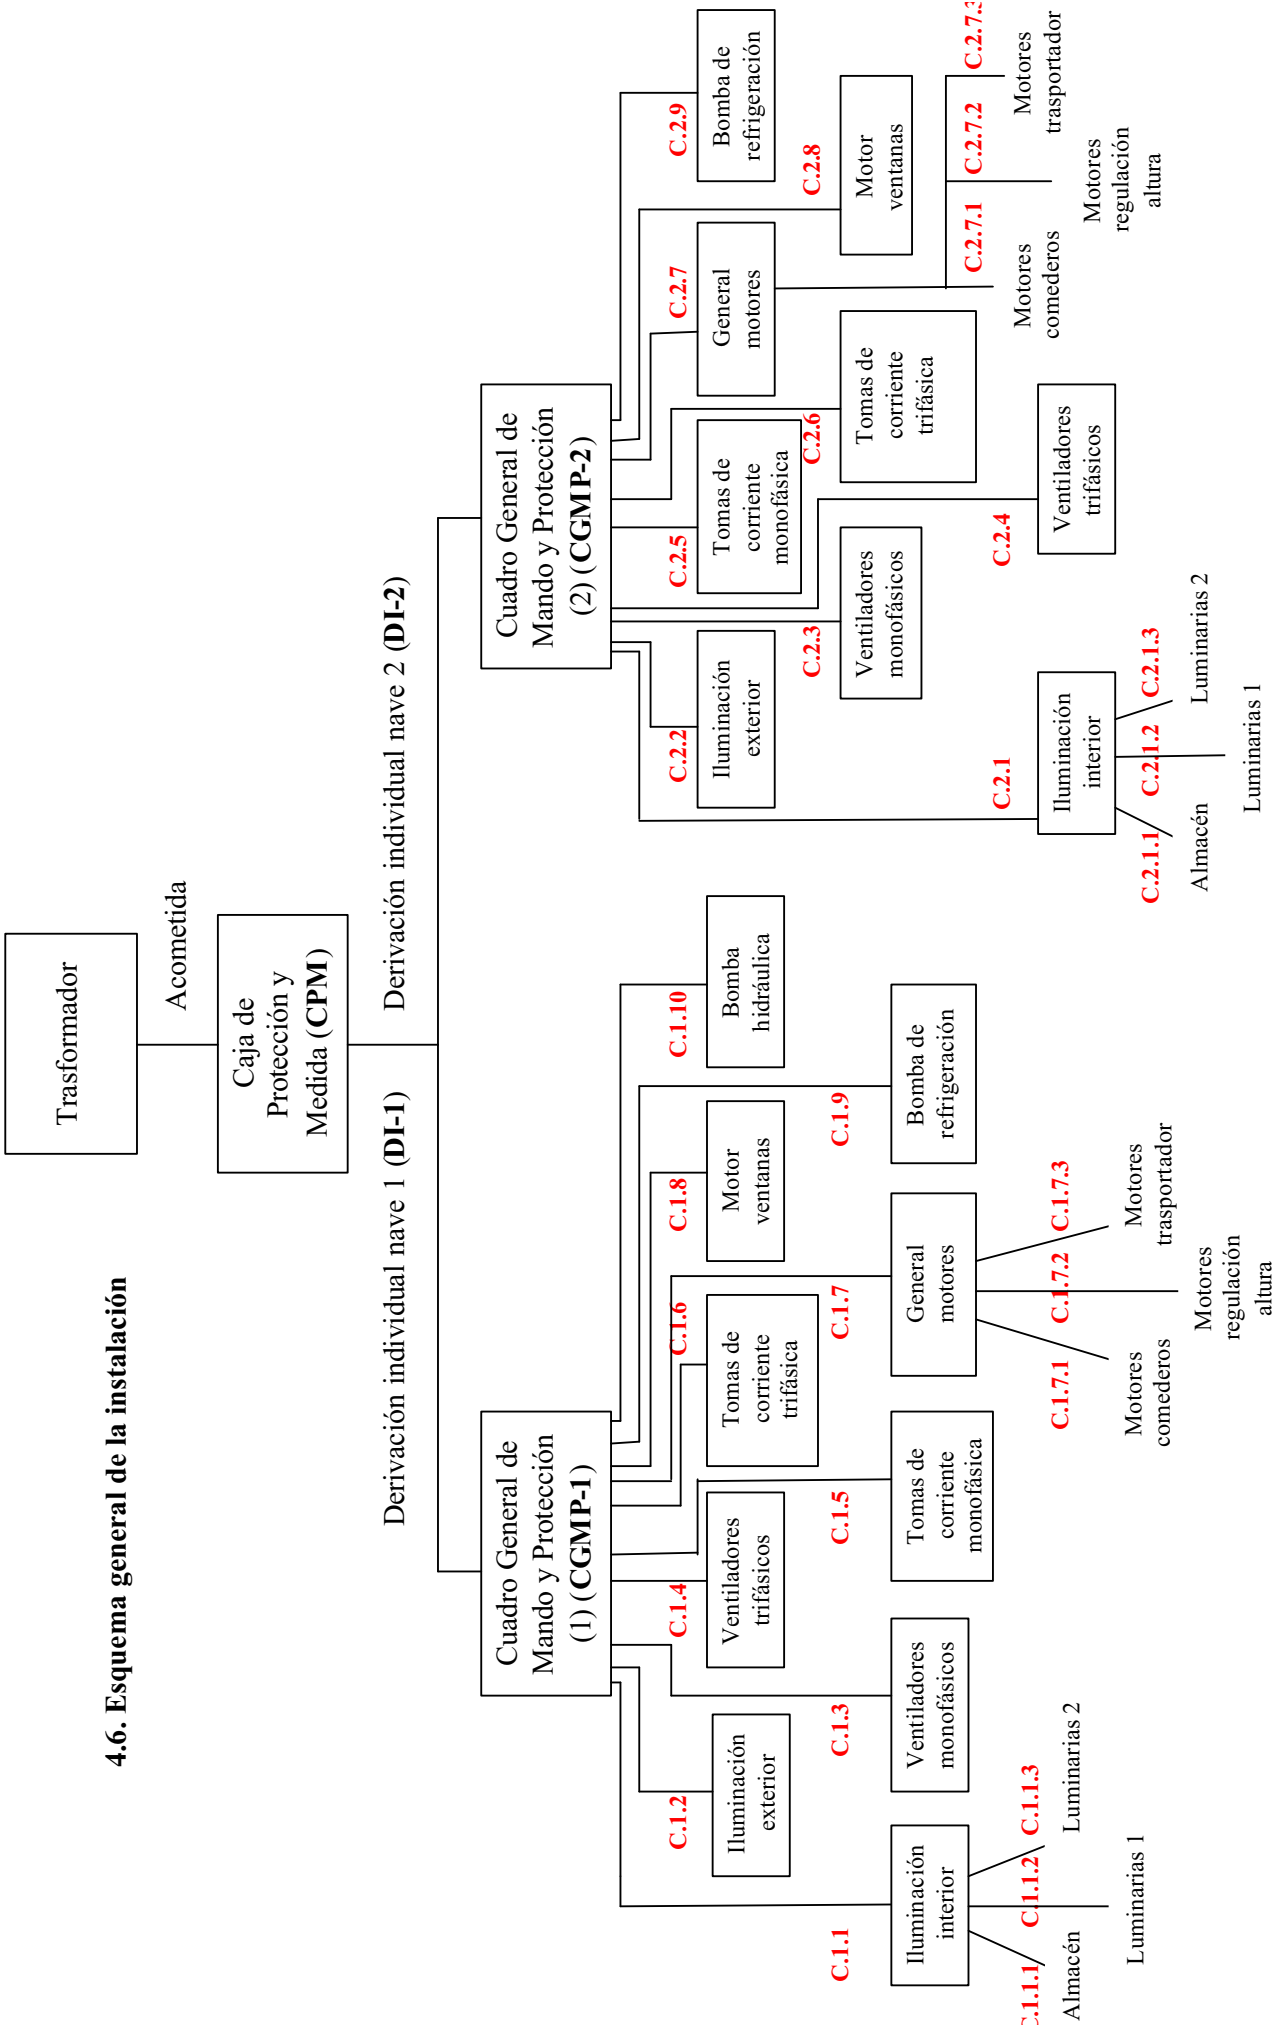 4.6. Esquema general de la instalación
Trasformador
Acometida
Caja de
Protección y
Medida (CPM)
Derivación individual nave 1 (DI-1)
Derivación individual nave 2 (DI-2)
Cuadro General de
Mando y Protección
(1) (CGMP-1)
C.1.1
Iluminación
interior
C.1.1.1
Almacén
C.1.1.2
Luminarias 1
C.1.1.3
Luminarias 2
C.1.2
Iluminación
exterior
C.1.3
Ventiladores
monofásicos
C.1.4
Ventiladores
trifásicos
C.1.5
Tomas de
corriente
monofásica
C.1.6
Tomas de
corriente
trifásica
C.1.7
General
motores
C.1.7.1
Motores
comederos
C.1.7.2
Motores
regulación
altura
C.1.7.3
Motores
trasportador
C.1.8
Motor
ventanas
C.1.9
Bomba de
refrigeración
C.1.10
Bomba
hidráulica
Cuadro General de
Mando y Protección
(2) (CGMP-2)
C.2.1
Iluminación
interior
C.2.1.1
Almacén
C.2.1.2
Luminarias 1
C.2.1.3
Luminarias 2
C.2.2
Iluminación
exterior
C.2.3
Ventiladores
monofásicos
C.2.4
Ventiladores
trifásicos
C.2.5
Tomas de
corriente
monofásica
C.2.6
Tomas de
corriente
trifásica
C.2.7
General
motores
C.2.7.1
Motores
comederos
C.2.7.2
Motores
regulación
altura
C.2.7.3
Motores
trasportador
C.2.8
Motor
ventanas
C.2.9
Bomba de
refrigeración